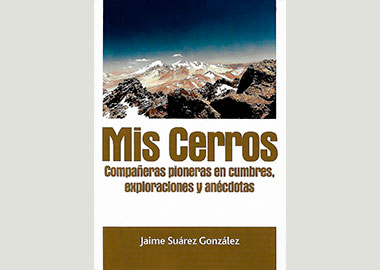 Mis Cerros
Compañeras pioneras en cumbres,
exploraciones y anécdotas
Jaime Suárez González